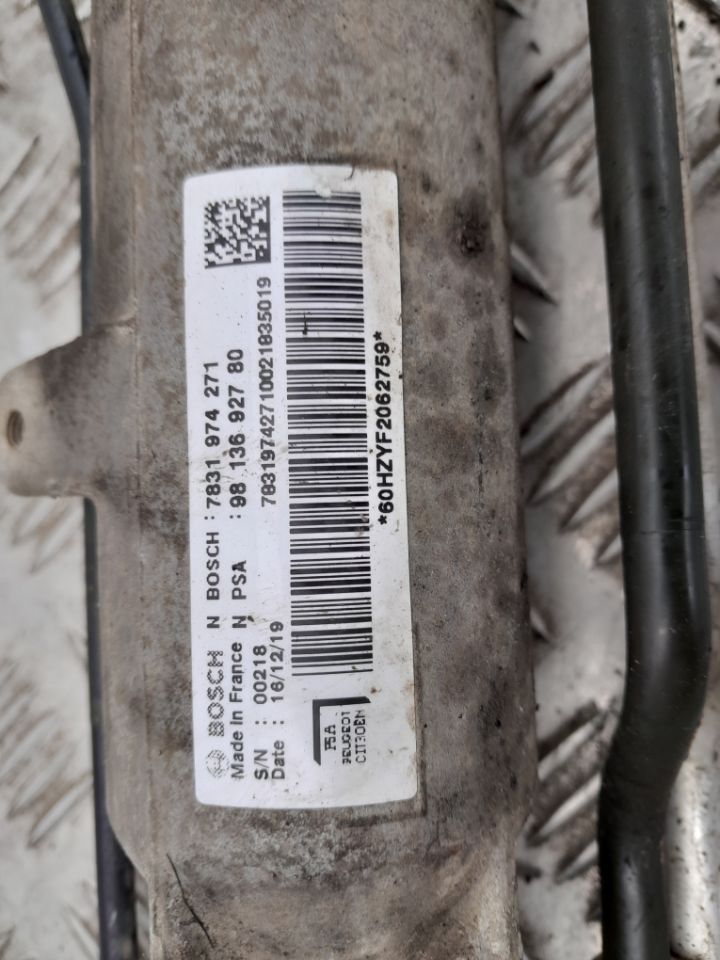 BOSCH N BOSCH : 7831 974 271
Made In France N PSA : 98 136 927 80
S/N : 00218 78319742710021835019
Date : 16/12/19
*60HZYF2062759*
PSA
PEUGEOT
CITROEN